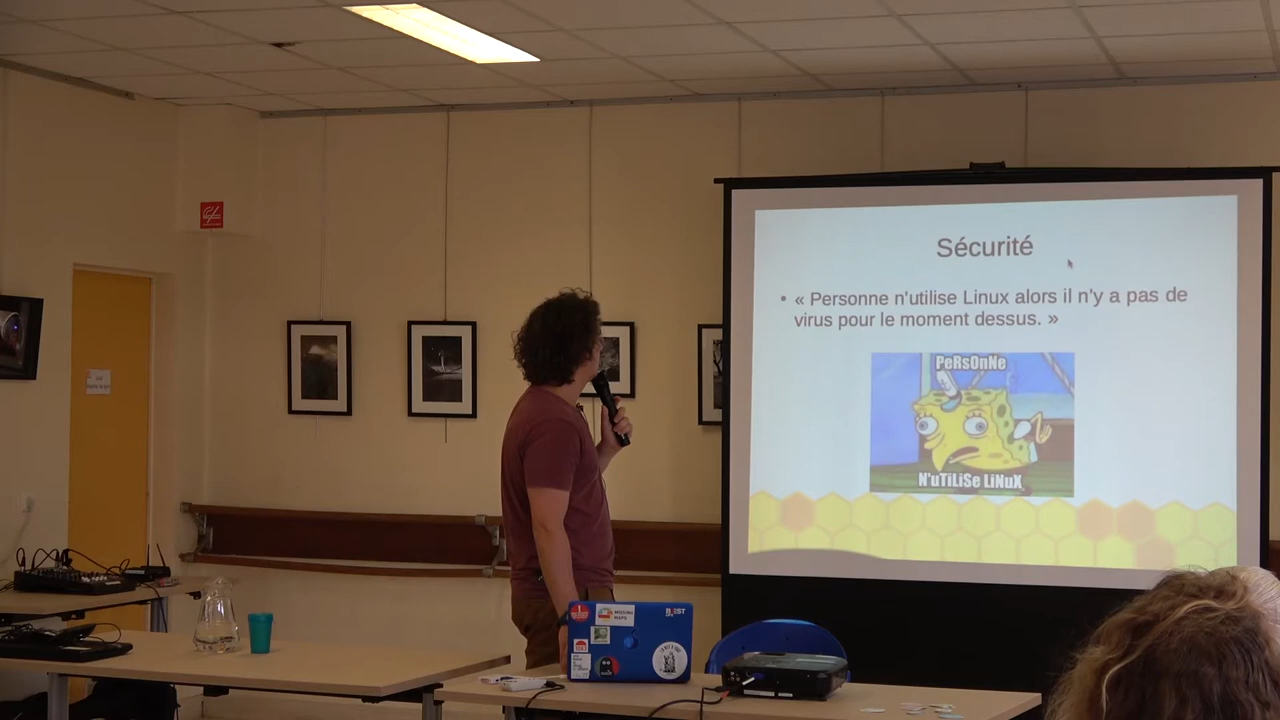 Sécurité
• « Personne n'utilise Linux alors il n'y a pas de
virus pour le moment dessus. »
PeRsOnNe
N'uTiLiSe LiNuX
MISSING
MAPS